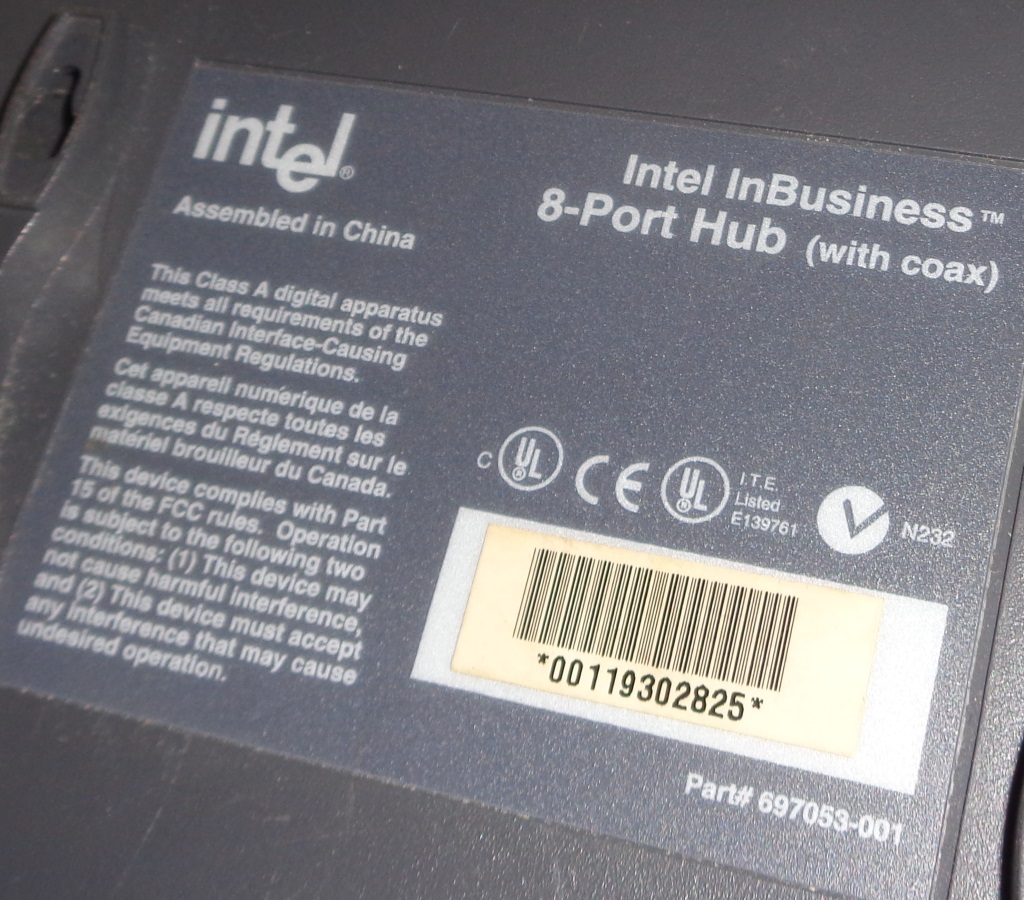 intel®
Assembled in China
Intel InBusiness™
8-Port Hub (with coax)
This Class A digital apparatus
meets all requirements of the
Canadian Interface-Causing
Equipment Regulations.
Cet appareil numérique de la
classe A respecte toutes les
exigences du Réglement sur le
matériel brouilleur du Canada.
This device complies with Part
15 of the FCC rules. Operation
is subject to the following two
conditions: (1) This device may
not cause harmful interference,
and (2) This device must accept
any interference that may cause
undesired operation.
C UL® CE UL® I.T.E.
Listed
E139761
N232
*00119302825*
Part# 697053-001